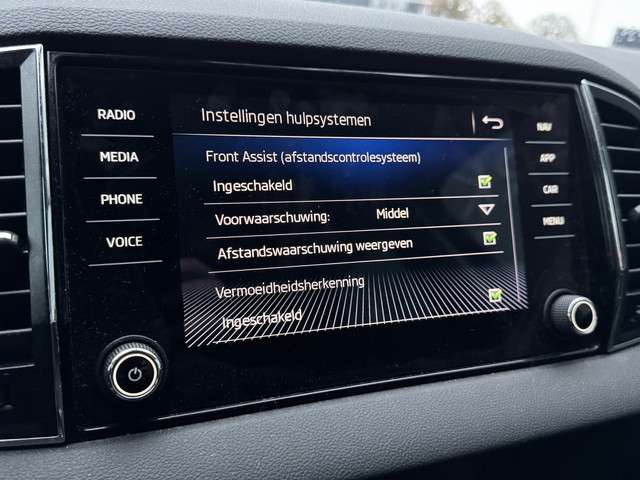 Instellingen hulpsystemen
RADIO
MEDIA
PHONE
VOICE
Front Assist (afstandscontrolesysteem)
Ingeschakeld
Voorwaarschuwing: Middel
Afstandswaarschuwing weergeven
Vermoeidheidsherkenning
Ingeschakeld
NAV
APP
CAR
MENU